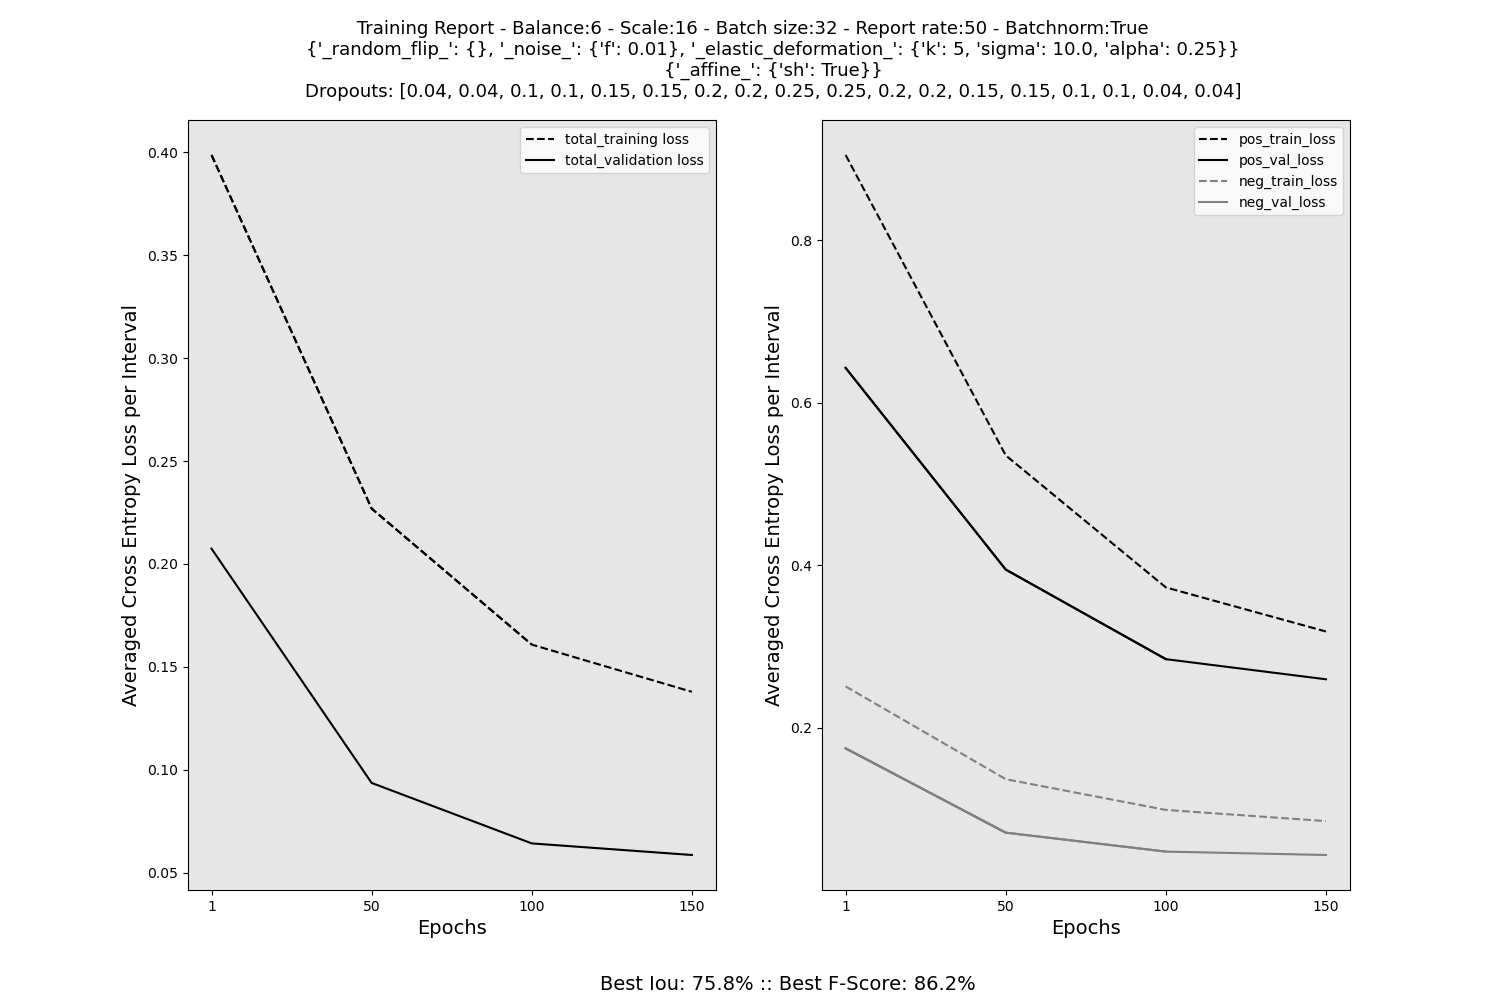 Training Report - Balance:6 - Scale:16 - Batch size:32 - Report rate:50 - Batchnorm:True
{'_random_flip_': {}, '_noise_': {'f': 0.01}, '_elastic_deformation_': {'k': 5, 'sigma': 10.0, 'alpha': 0.25}}
{'_affine_': {'sh': True}}
Dropouts: [0.04, 0.04, 0.1, 0.1, 0.15, 0.15, 0.2, 0.2, 0.25, 0.25, 0.2, 0.2, 0.15, 0.15, 0.1, 0.1, 0.04, 0.04]
total_training loss
total_validation loss
0.40
0.35
0.30
0.25
0.20
0.15
0.10
0.05
Averaged Cross Entropy Loss per Interval
1
50
100
150
Epochs
pos_train_loss
pos_val_loss
neg_train_loss
neg_val_loss
0.8
0.6
0.4
0.2
Averaged Cross Entropy Loss per Interval
1
50
100
150
Epochs
Best Iou: 75.8% :: Best F-Score: 86.2%